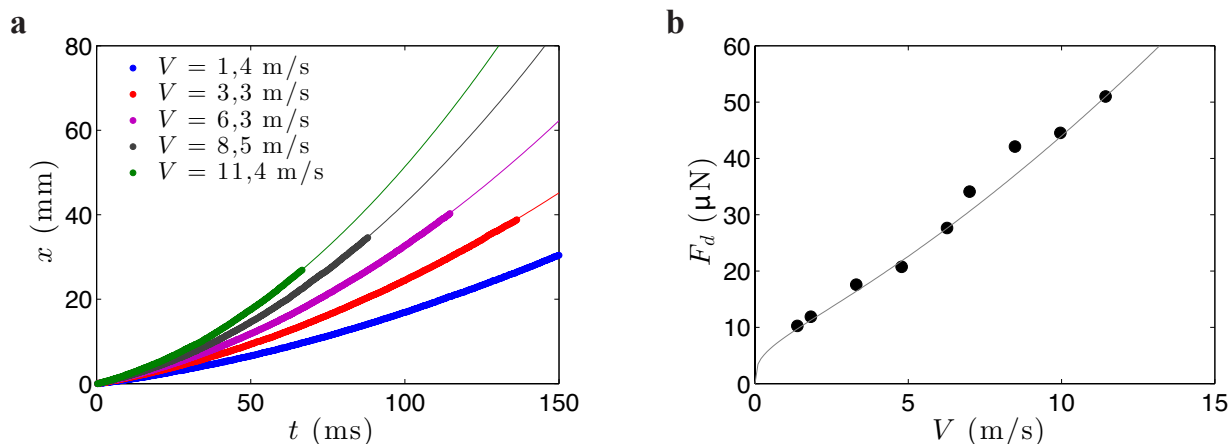 a
80
60
40
20
0
x (mm)
V = 1,4 m/s
V = 3,3 m/s
V = 6,3 m/s
V = 8,5 m/s
V = 11,4 m/s
0 50 100 150
t (ms)
b
60
50
40
30
20
10
0
F_d (µN)
0 5 10 15
V (m/s)